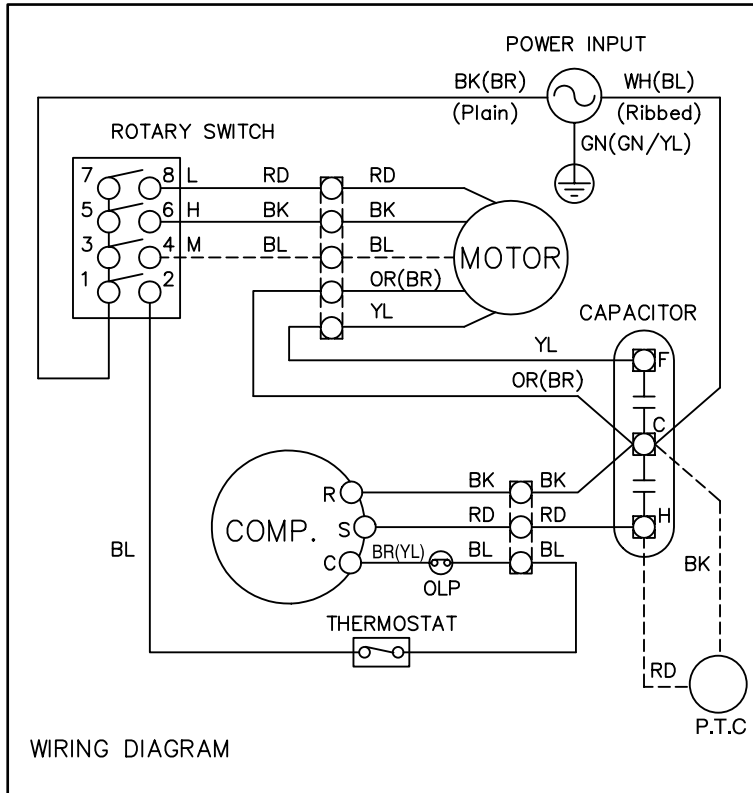 POWER INPUT
BK(BR)
WH(BL)
(Plain)
(Ribbed)
GN(GN/YL)
ROTARY SWITCH
7 8 L RD RD
5 6 H BK BK
3 4 M BL BL
MOTOR
1 2
OR(BR)
YL
CAPACITOR
YL
F
OR(BR)
C
COMP.
R BK BK
S RD RD H
C BR(YL) BL BL
OLP
BL
BK
THERMOSTAT
RD
P.T.C
WIRING DIAGRAM